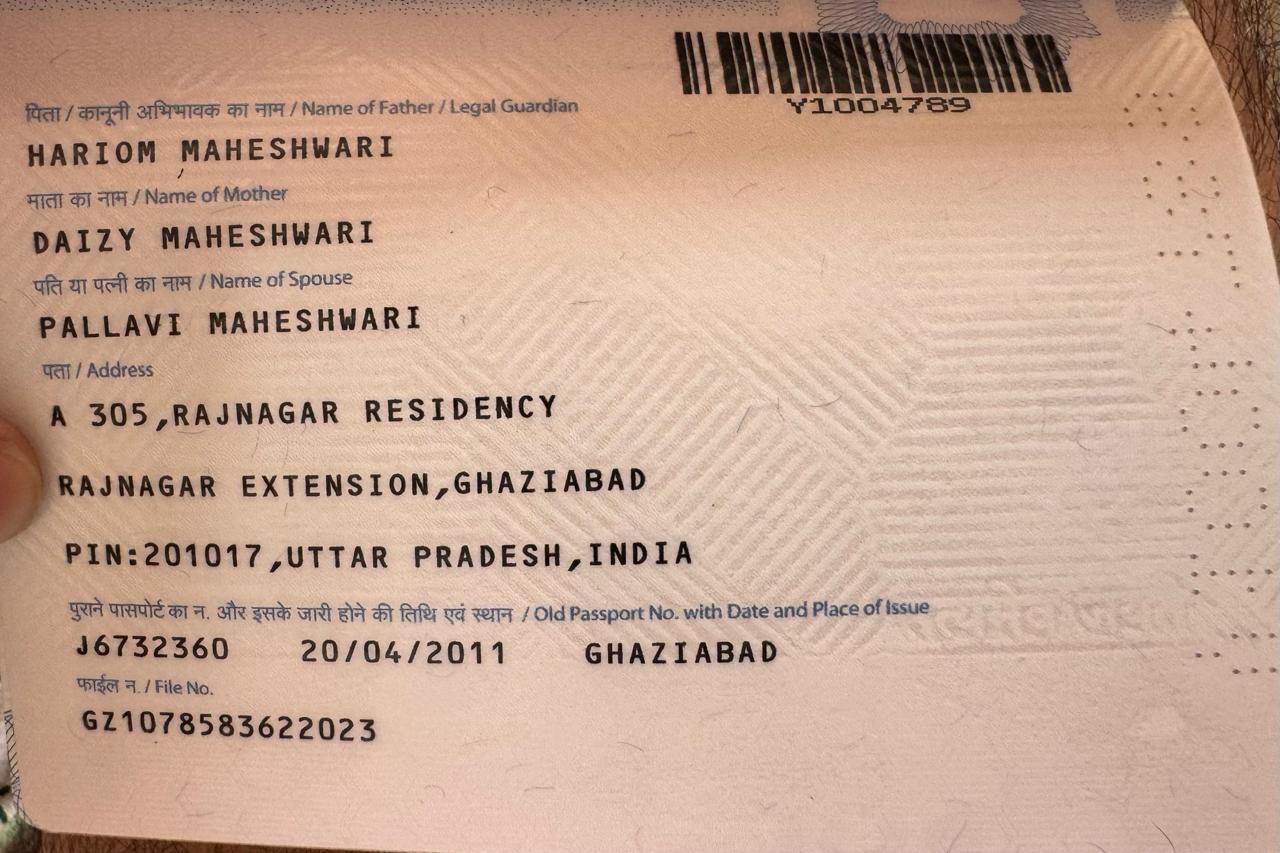 Y1004789
पिता / कानूनी अभिभावक का नाम / Name of Father / Legal Guardian
HARIOM MAHESHWARI
माता का नाम / Name of Mother
DAIZY MAHESHWARI
पति या पत्नी का नाम / Name of Spouse
PALLAVI MAHESHWARI
पता / Address
A 305,RAJNAGAR RESIDENCY
RAJNAGAR EXTENSION,GHAZIABAD
PIN:201017,UTTAR PRADESH,INDIA
पुराने पासपोर्ट का न. और इसके जारी होने की तिथि एवं स्थान / Old Passport No. with Date and Place of Issue
J6732360 20/04/2011 GHAZIABAD
फाईल न. / File No.
GZ1078583622023